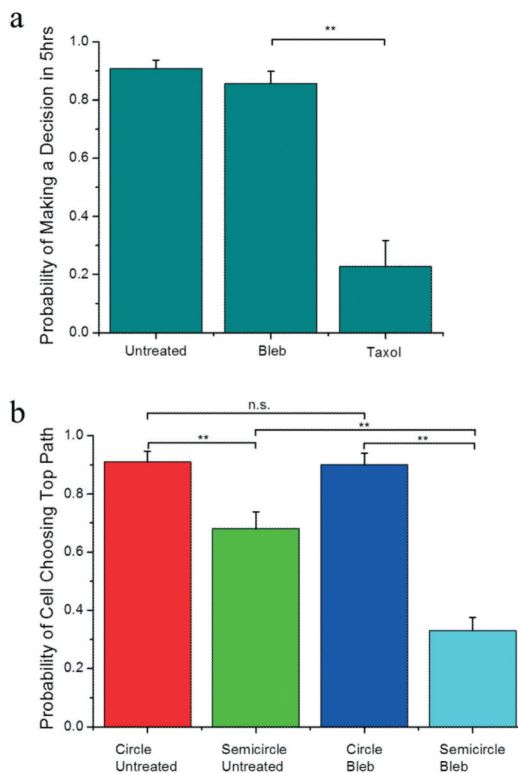 a
**
1.0
0.8
0.6
0.4
0.2
0.0
Probability of Making a Decision in 5hrs
Untreated Bleb Taxol
b
n.s.
**
** **
1.0
0.8
0.6
0.4
0.2
0.0
Probability of Cell Choosing Top Path
Circle Semicircle Circle Semicircle
Untreated Untreated Bleb Bleb